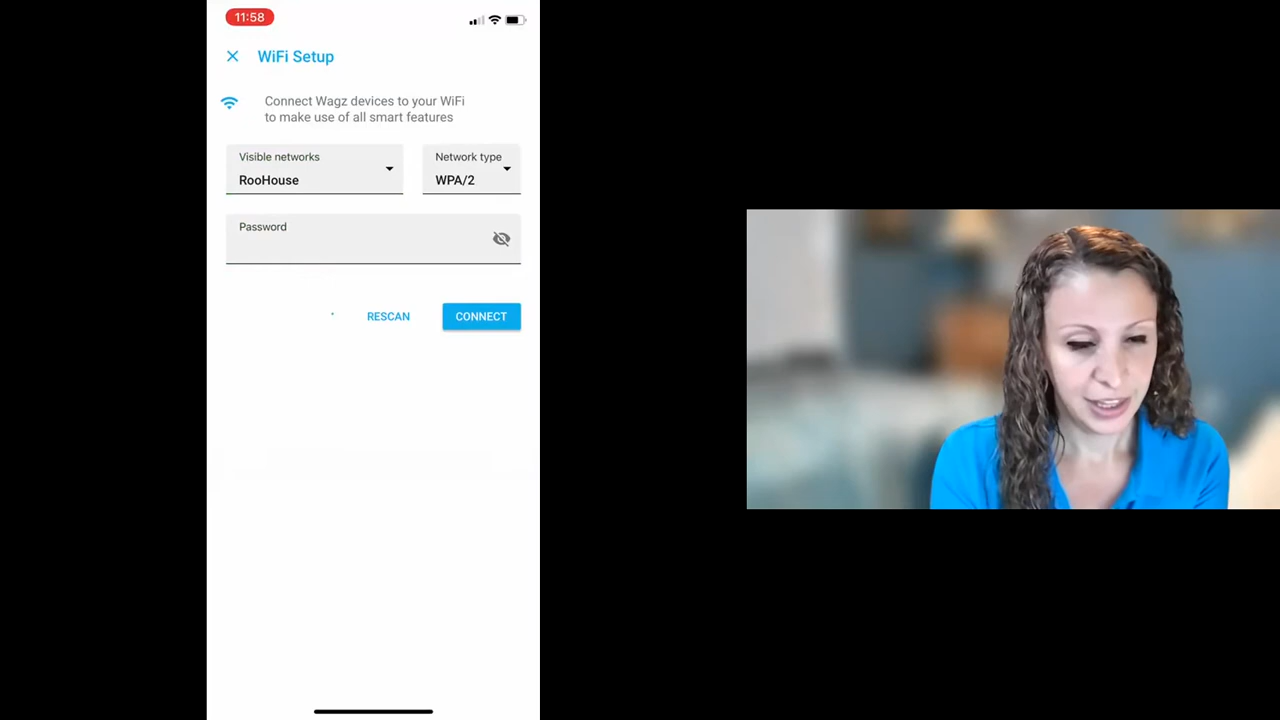 11:58
WiFi Setup
Connect Wagz devices to your WiFi
to make use of all smart features
Visible networks
Network type
RooHouse
WPA/2
Password
RESCAN
CONNECT